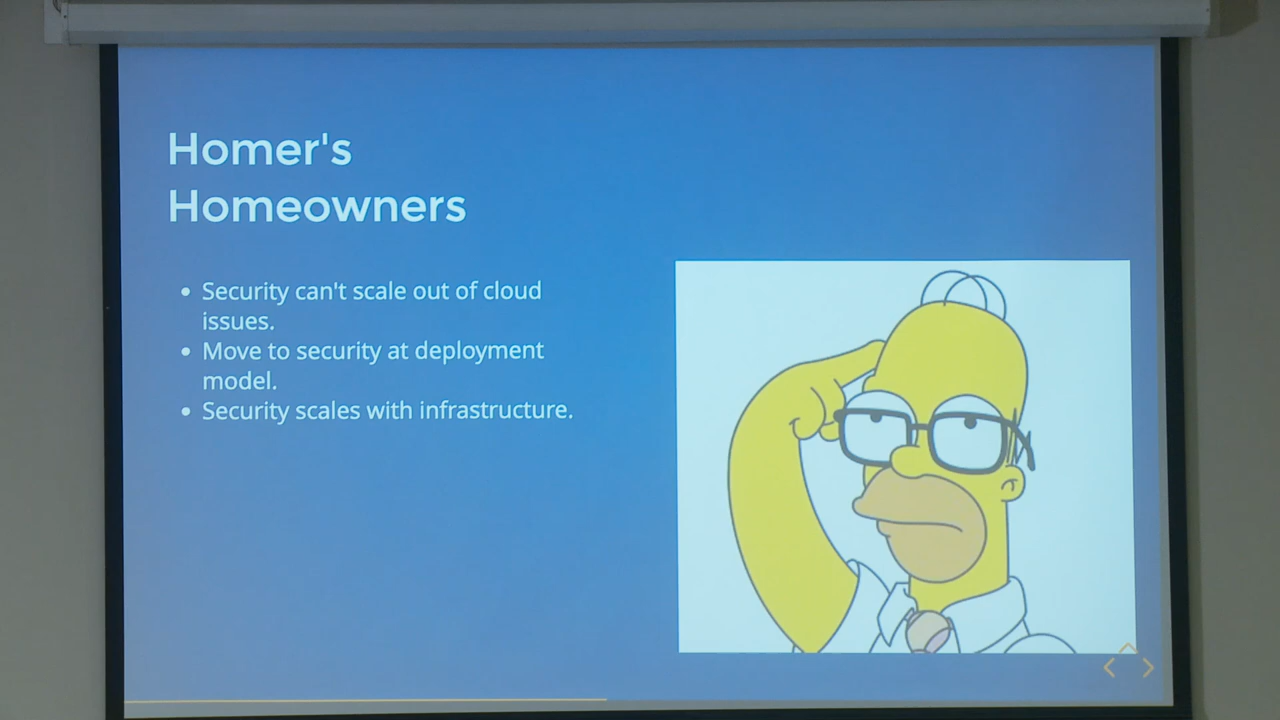 Homer's
Homeowners
• Security can't scale out of cloud
issues.
• Move to security at deployment
model.
• Security scales with infrastructure.